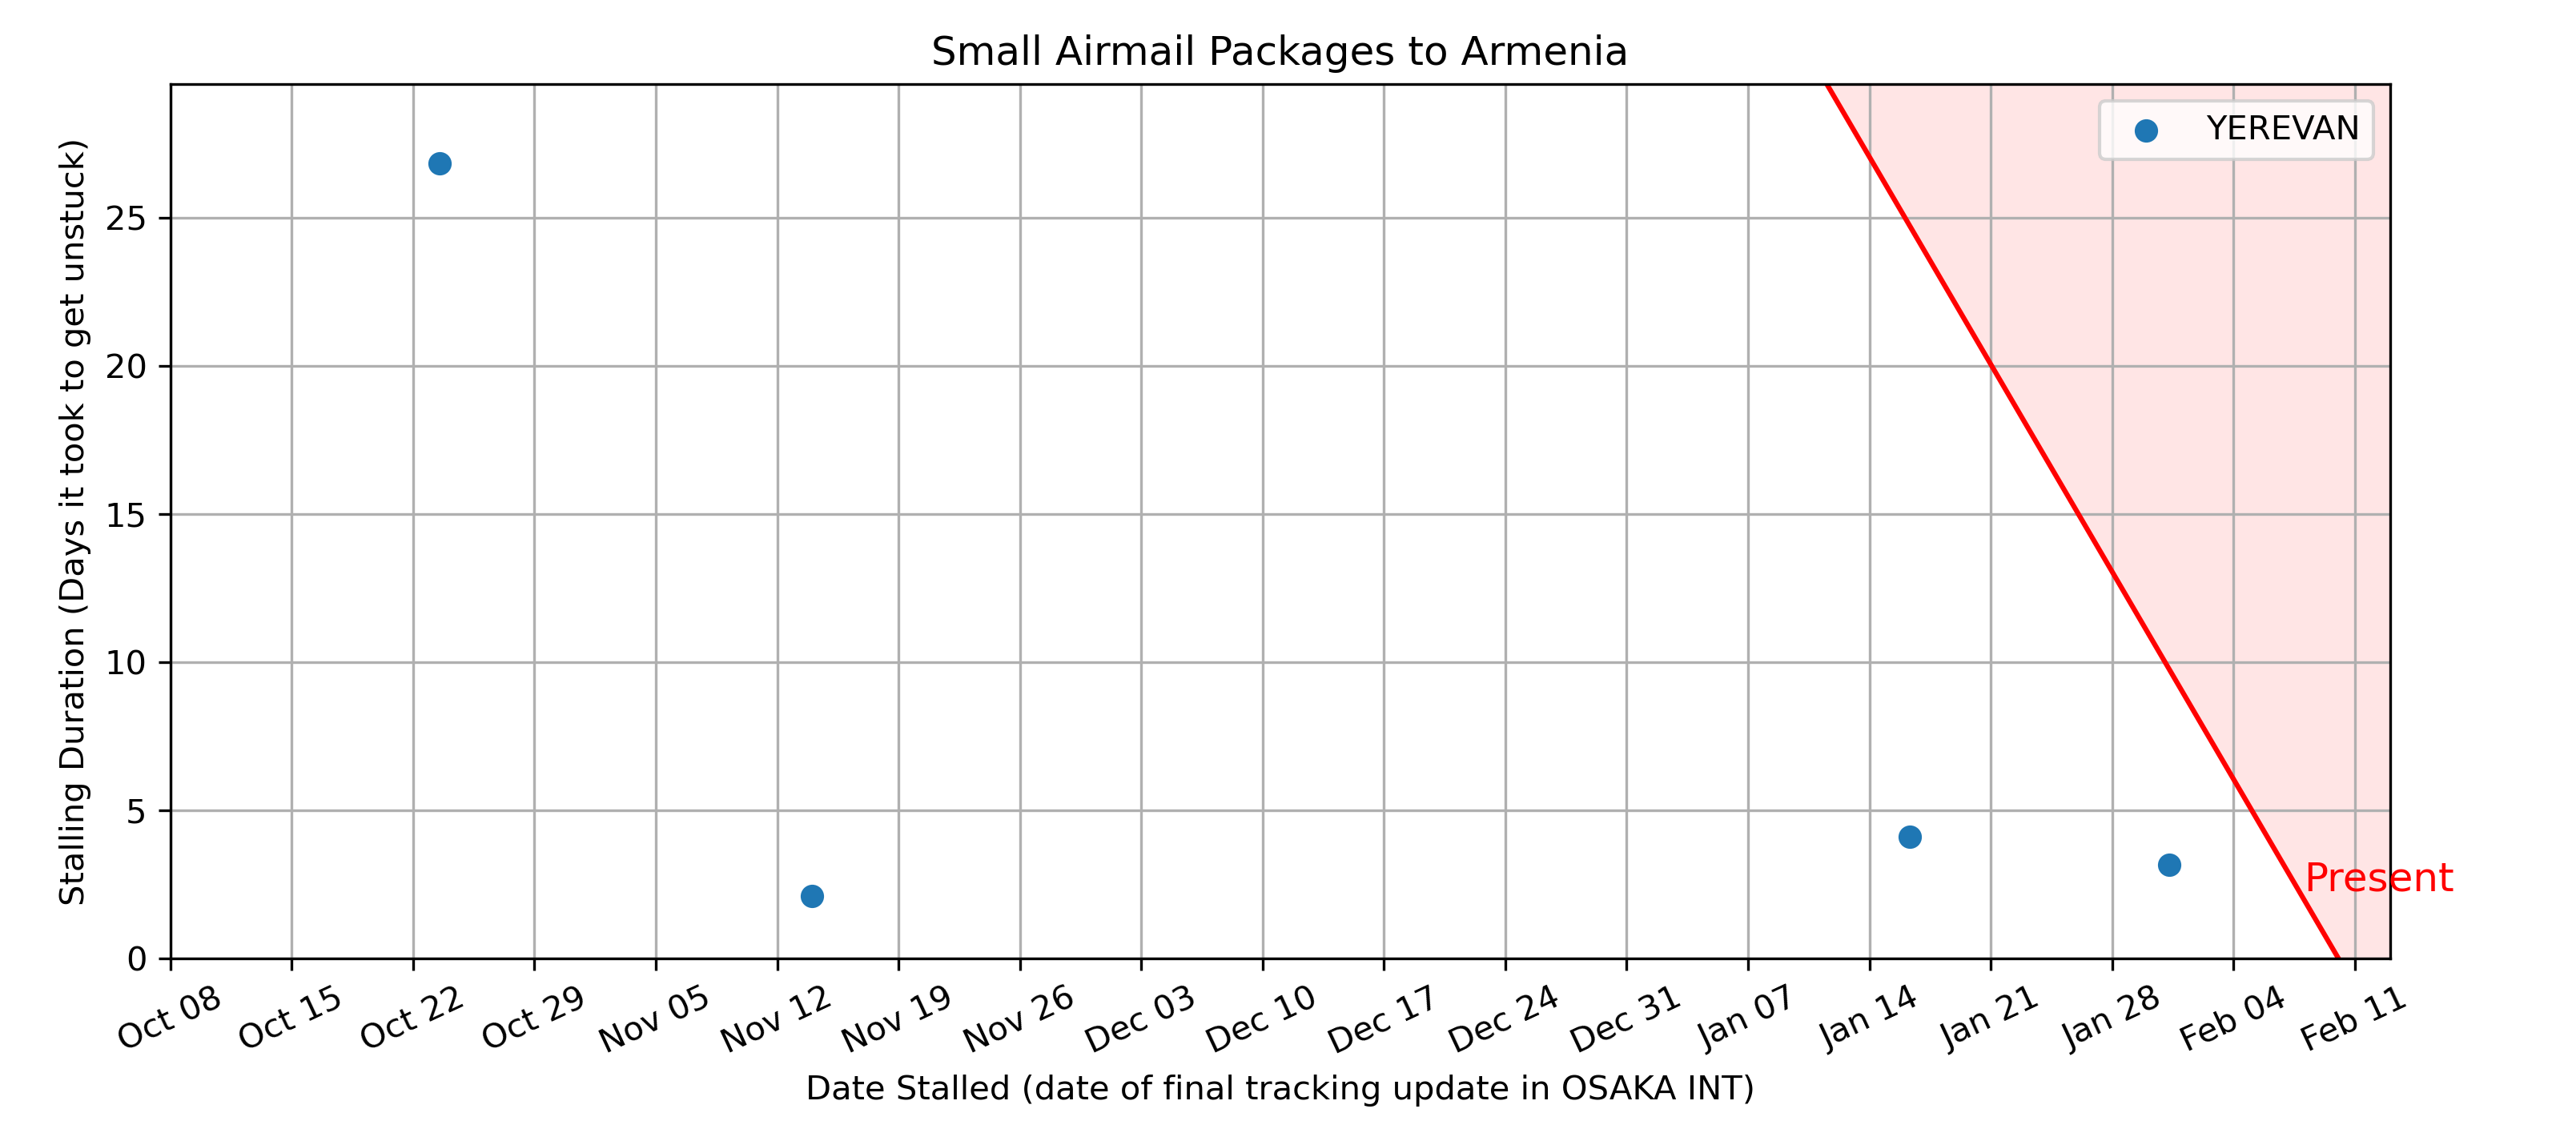 Small Airmail Packages to Armenia
YEREVAN
Stalling Duration (Days it took to get unstuck)
25
20
15
10
5
0
Present
Oct 08
Oct 15
Oct 22
Oct 29
Nov 05
Nov 12
Nov 19
Nov 26
Dec 03
Dec 10
Dec 17
Dec 24
Dec 31
Jan 07
Jan 14
Jan 21
Jan 28
Feb 04
Feb 11
Date Stalled (date of final tracking update in OSAKA INT)